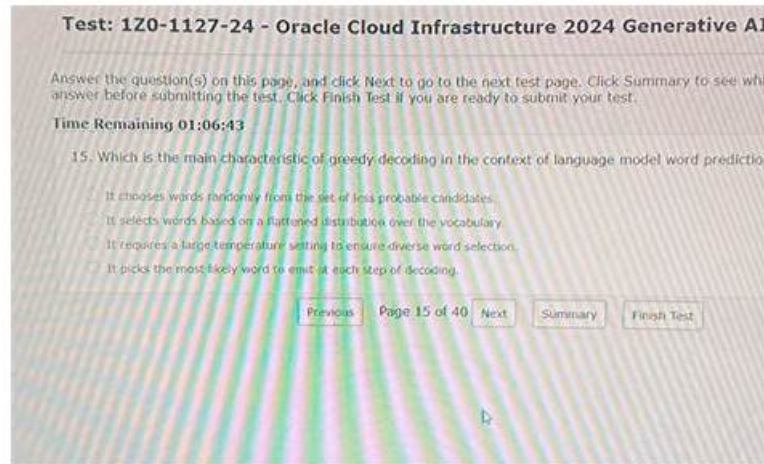 Test: 1Z0-1127-24 - Oracle Cloud Infrastructure 2024 Generative AI
Answer the question(s) on this page, and click Next to go to the next test page. Click Summary to see whi
answer before submitting the test. Click Finish Test if you are ready to submit your test.
Time Remaining 01:06:43
15. Which is the main characteristic of greedy decoding in the context of language model word predictio
It chooses words randomly from the set of less probable candidates.
It selects words based on a flattened distribution over the vocabulary.
It requires a large temperature setting to ensure diverse word selection.
It picks the most likely word to emit at each step of decoding.
Previous Page 15 of 40 Next Summary Finish Test